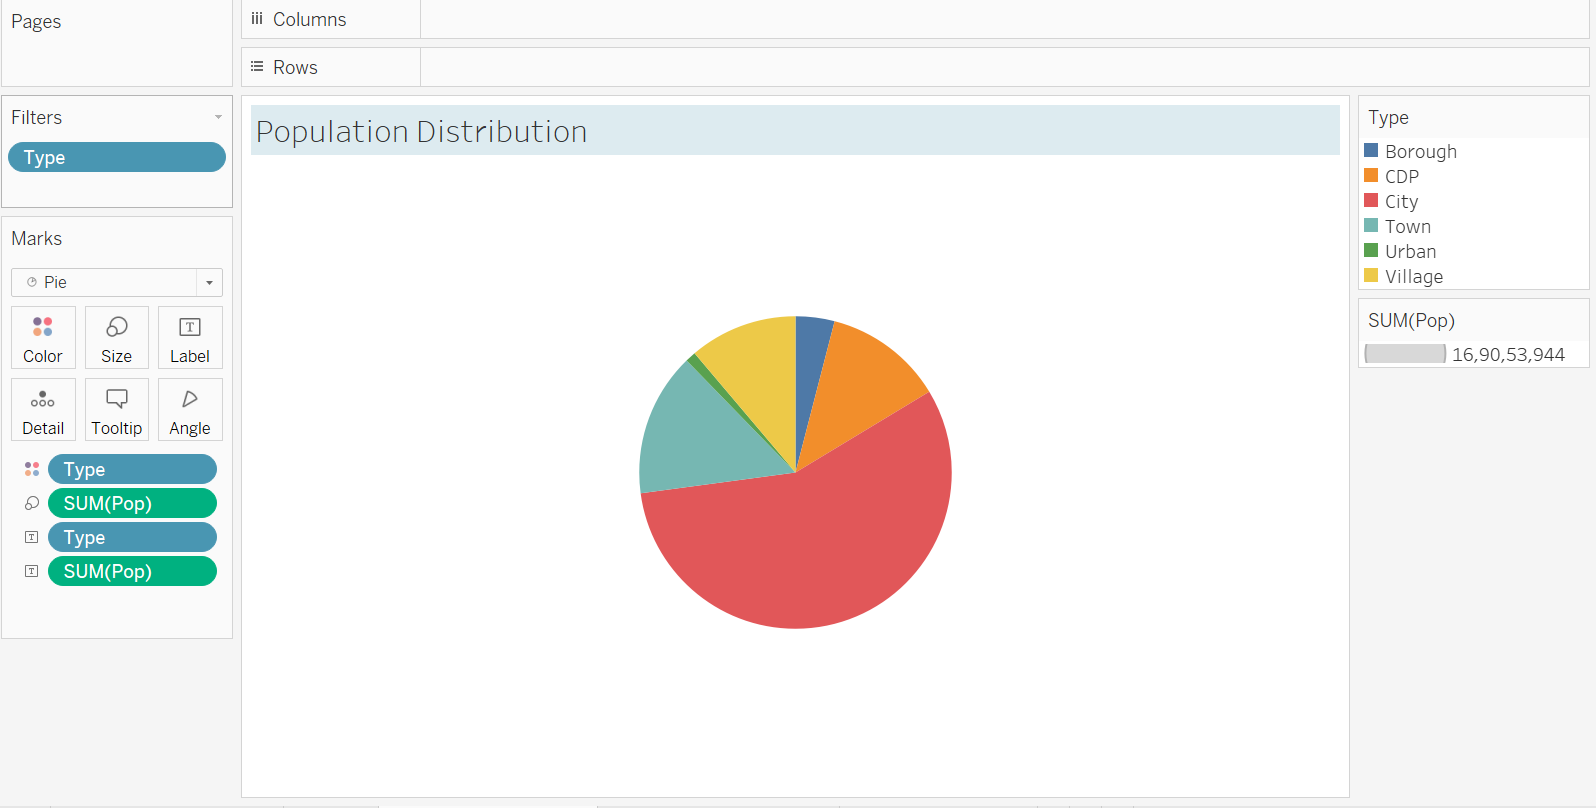 Pages
Columns
Rows
Filters
Type
Marks
Pie
Color Size Label
Detail Tooltip Angle
Type
SUM(Pop)
Type
SUM(Pop)
Population Distribution
Type
Borough
CDP
City
Town
Urban
Village
SUM(Pop)
16,90,53,944